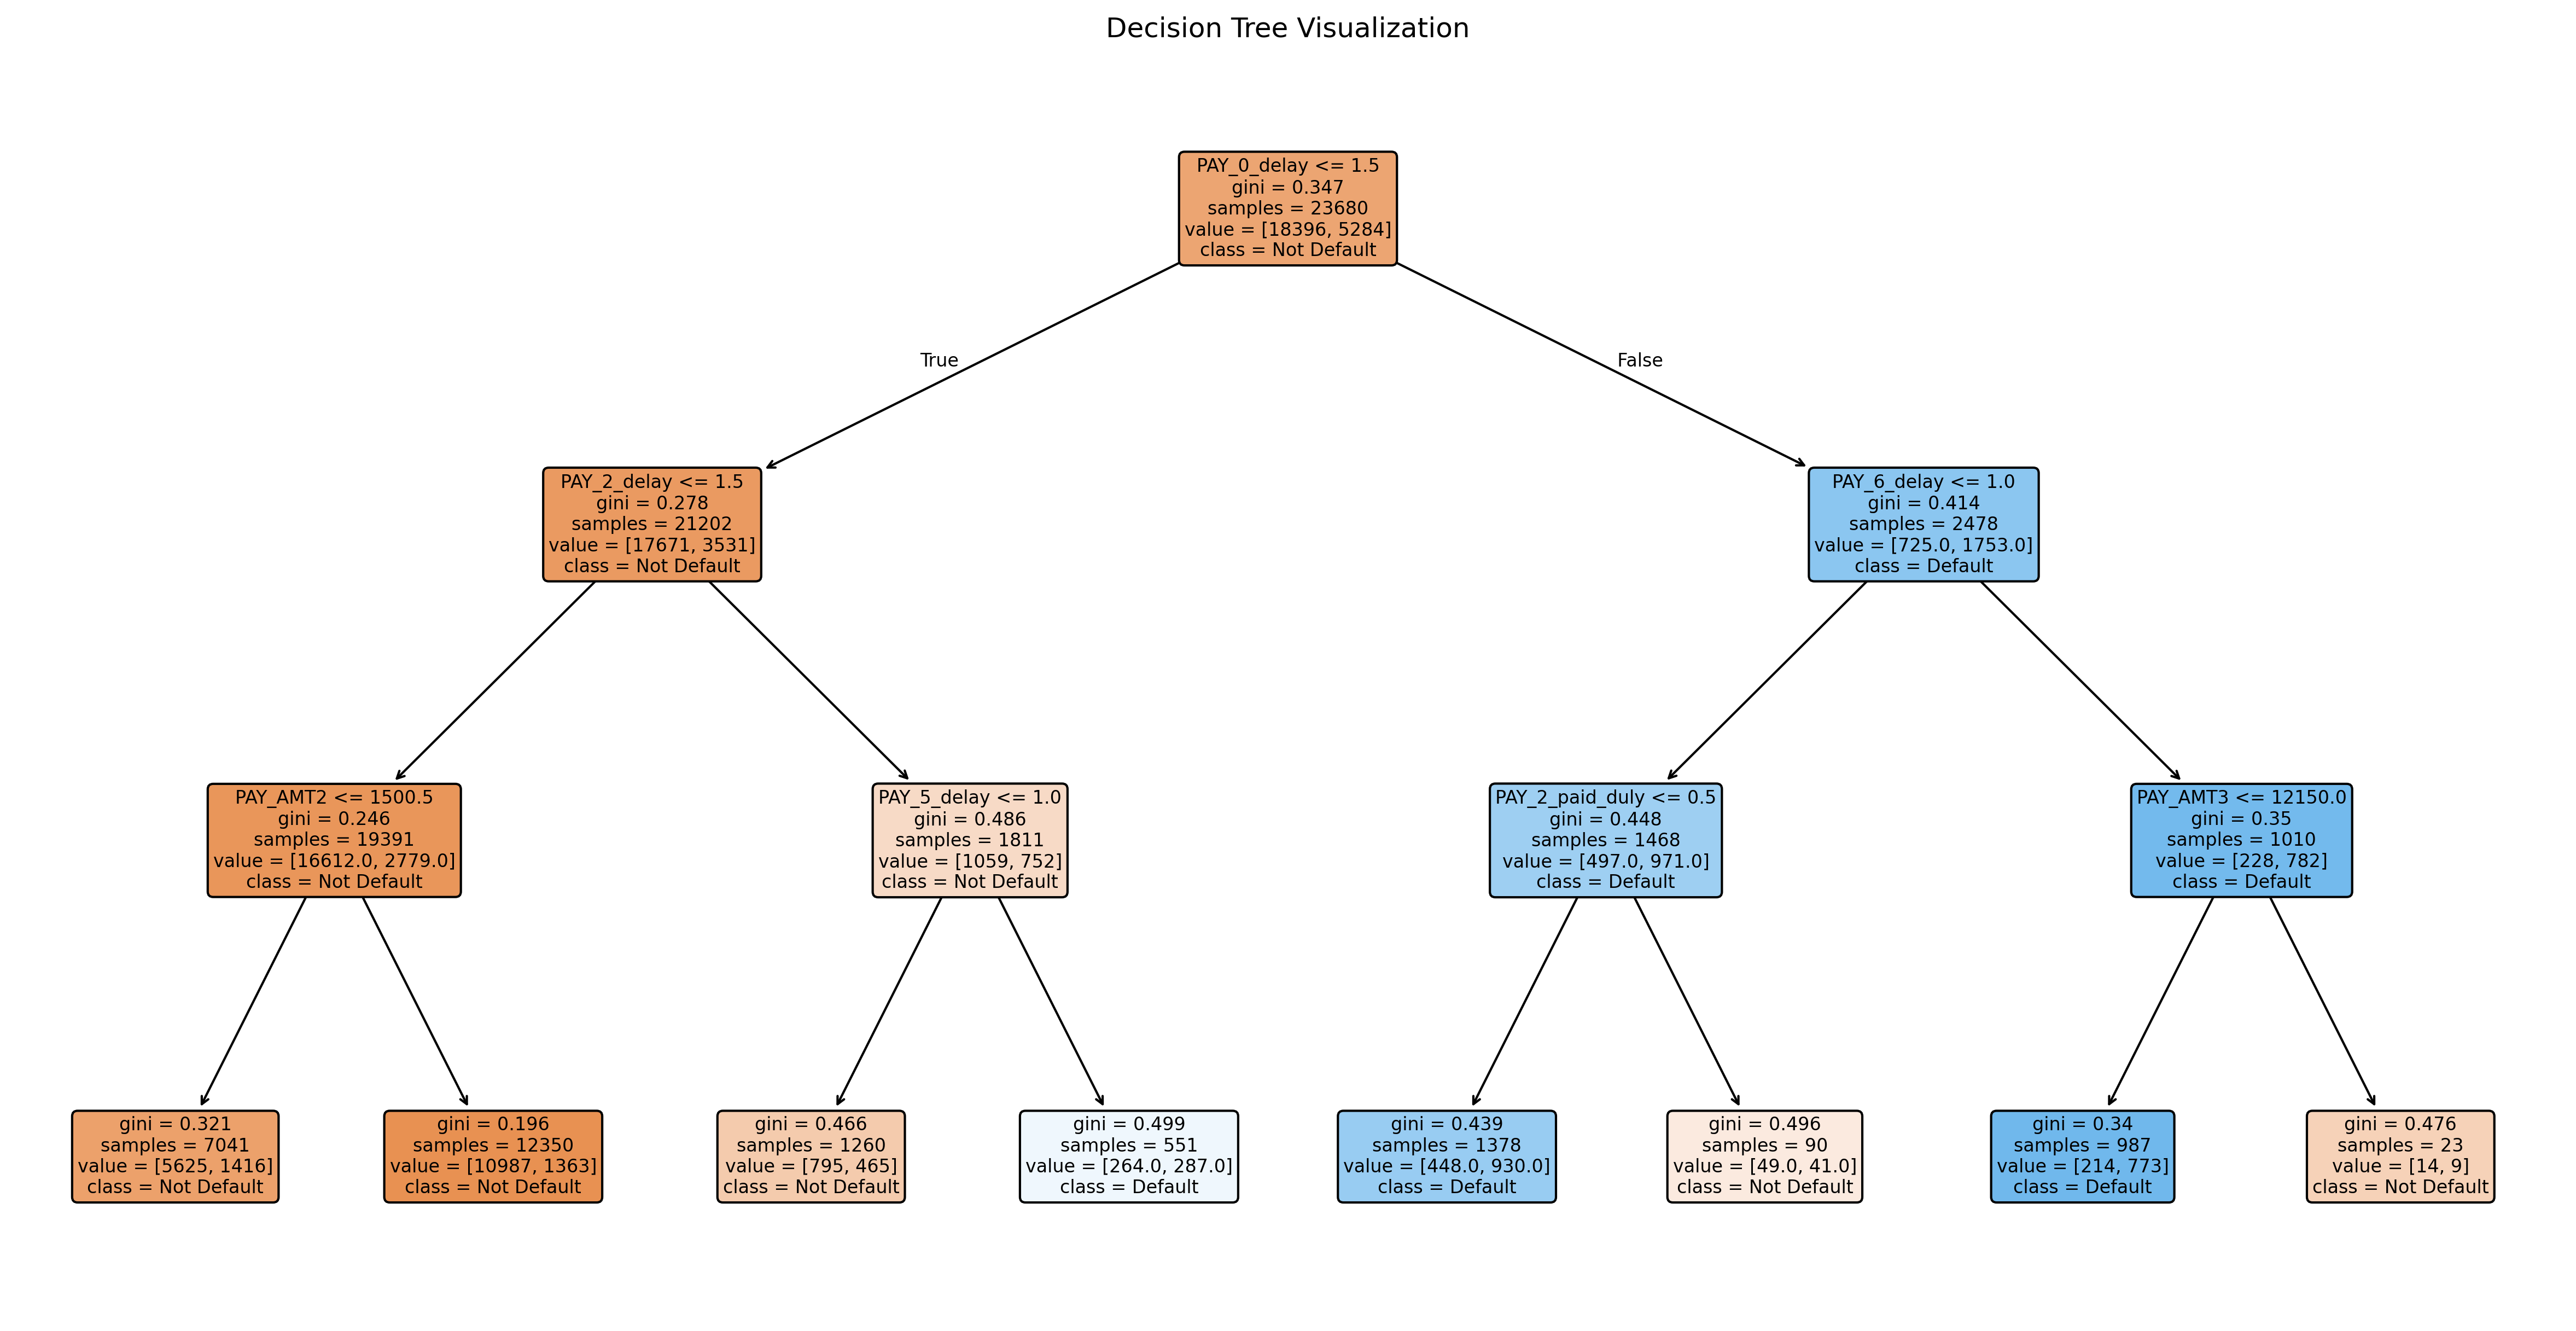 Decision Tree Visualization
PAY_0_delay <= 1.5
gini = 0.347
samples = 23680
value = [18396, 5284]
class = Not Default
True
False
PAY_2_delay <= 1.5
gini = 0.278
samples = 21202
value = [17671, 3531]
class = Not Default
PAY_6_delay <= 1.0
gini = 0.414
samples = 2478
value = [725.0, 1753.0]
class = Default
PAY_AMT2 <= 1500.5
gini = 0.246
samples = 19391
value = [16612.0, 2779.0]
class = Not Default
PAY_5_delay <= 1.0
gini = 0.486
samples = 1811
value = [1059, 752]
class = Not Default
PAY_2_paid_duly <= 0.5
gini = 0.448
samples = 1468
value = [497.0, 971.0]
class = Default
PAY_AMT3 <= 12150.0
gini = 0.35
samples = 1010
value = [228, 782]
class = Default
gini = 0.321
samples = 7041
value = [5625, 1416]
class = Not Default
gini = 0.196
samples = 12350
value = [10987, 1363]
class = Not Default
gini = 0.466
samples = 1260
value = [795, 465]
class = Not Default
gini = 0.499
samples = 551
value = [264.0, 287.0]
class = Default
gini = 0.439
samples = 1378
value = [448.0, 930.0]
class = Default
gini = 0.496
samples = 90
value = [49.0, 41.0]
class = Not Default
gini = 0.34
samples = 987
value = [214, 773]
class = Default
gini = 0.476
samples = 23
value = [14, 9]
class = Not Default